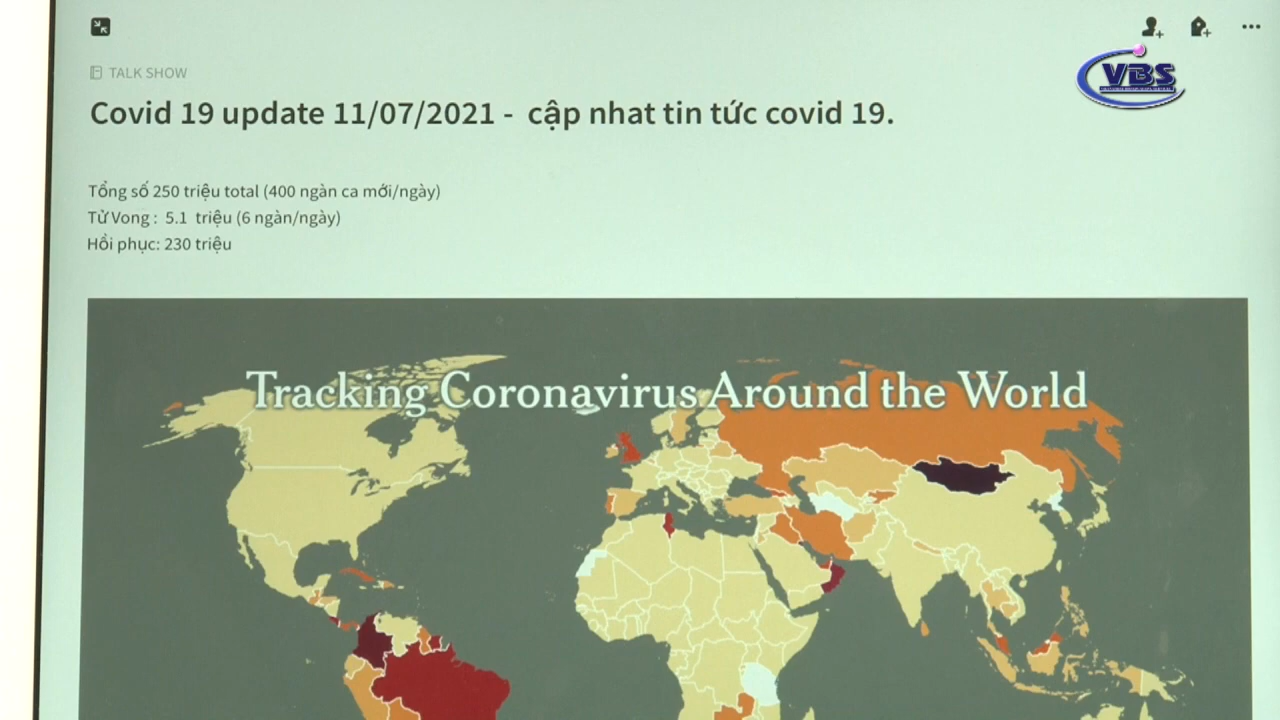 VBS
TALK SHOW
Covid 19 update 11/07/2021 - cập nhat tin tức covid 19.
Tổng số 250 triệu total (400 ngàn ca mới/ngày)
Tử Vong : 5.1 triệu (6 ngàn/ngày)
Hồi phục: 230 triệu
Tracking Coronavirus Around the World